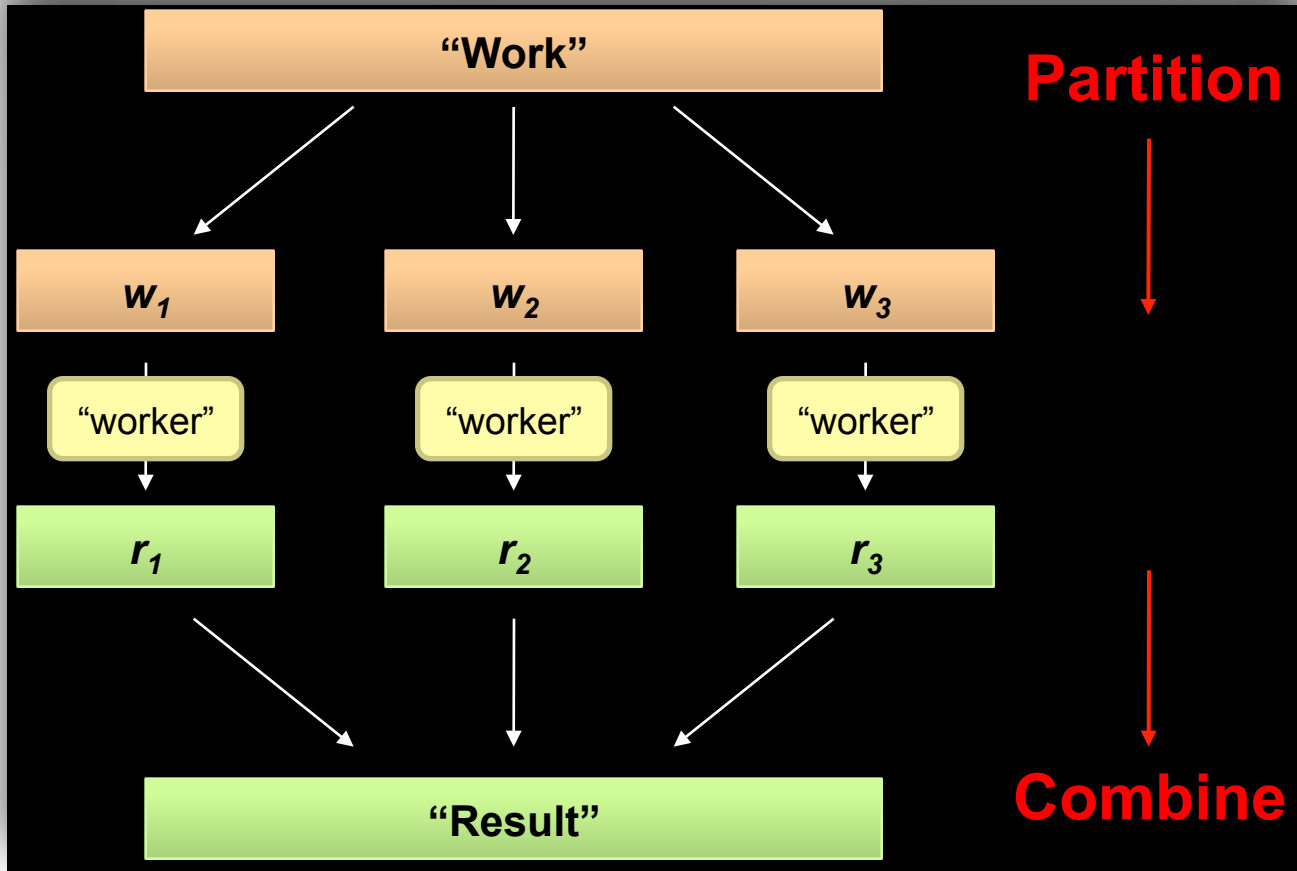 “Work”
Partition
w₁ w₂ w₃
“worker” “worker” “worker”
r₁ r₂ r₃
“Result”
Combine